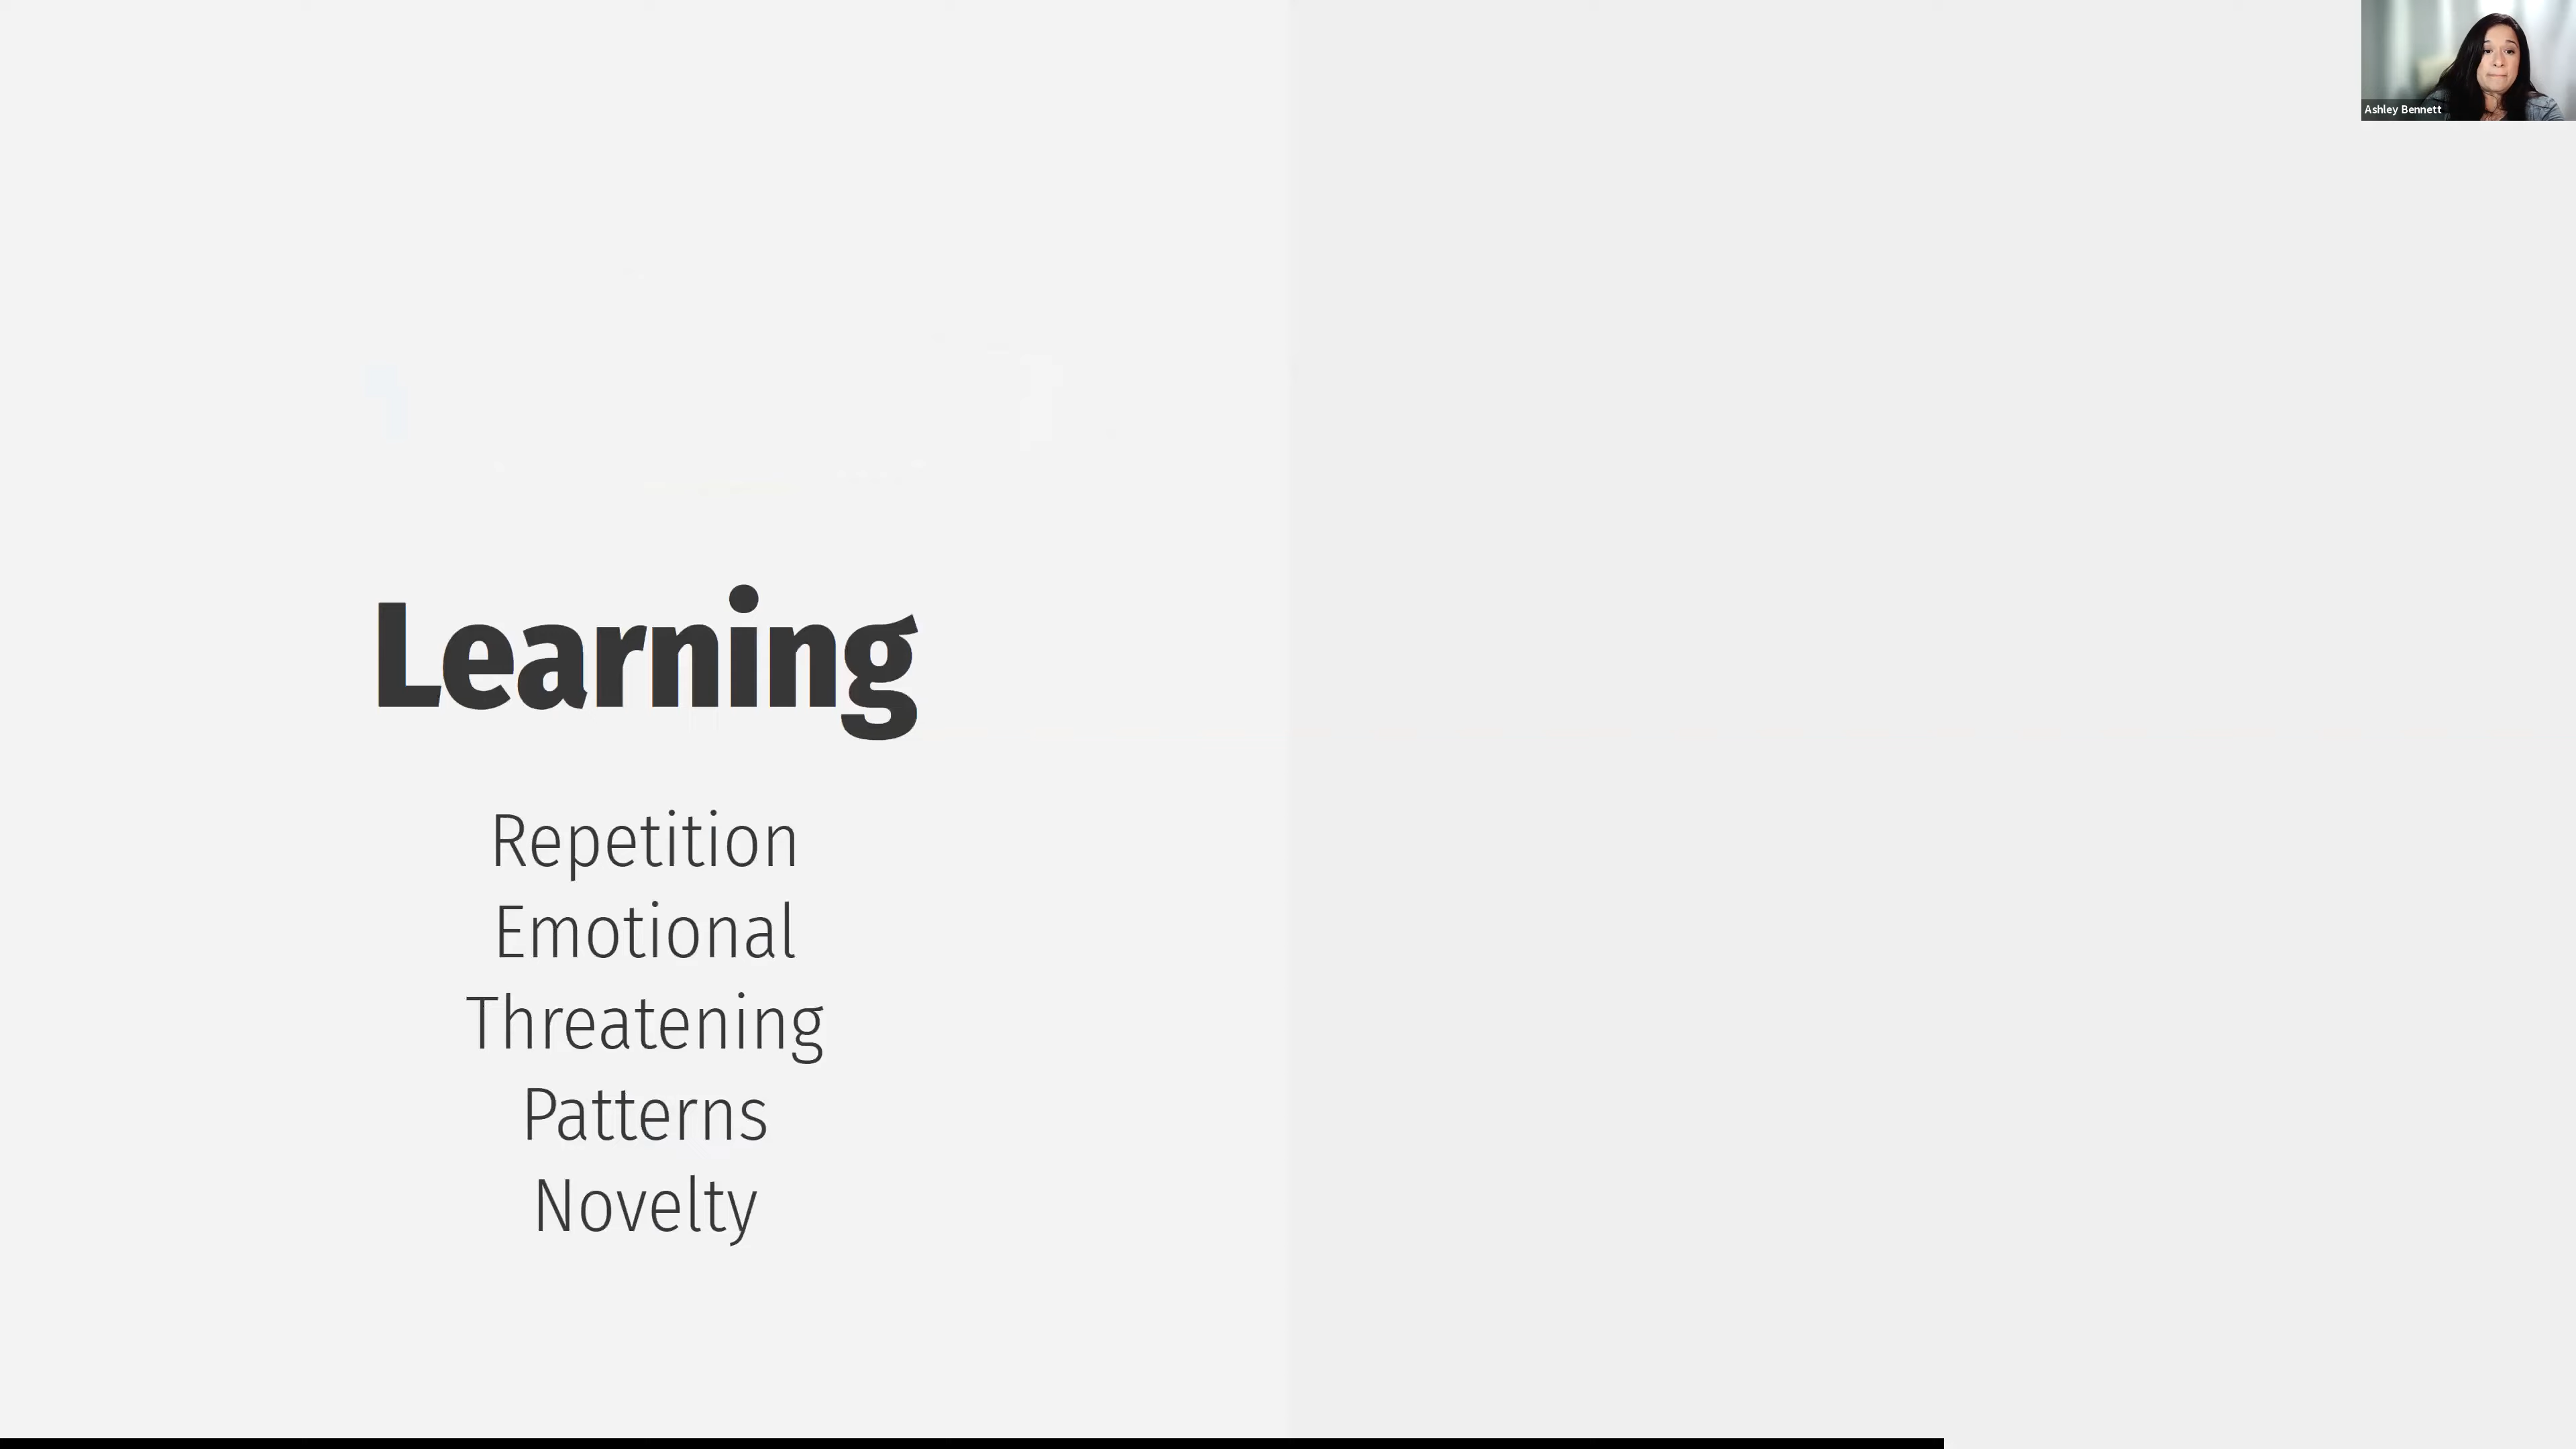 Ashley Bennett
Learning
Repetition
Emotional
Threatening
Patterns
Novelty